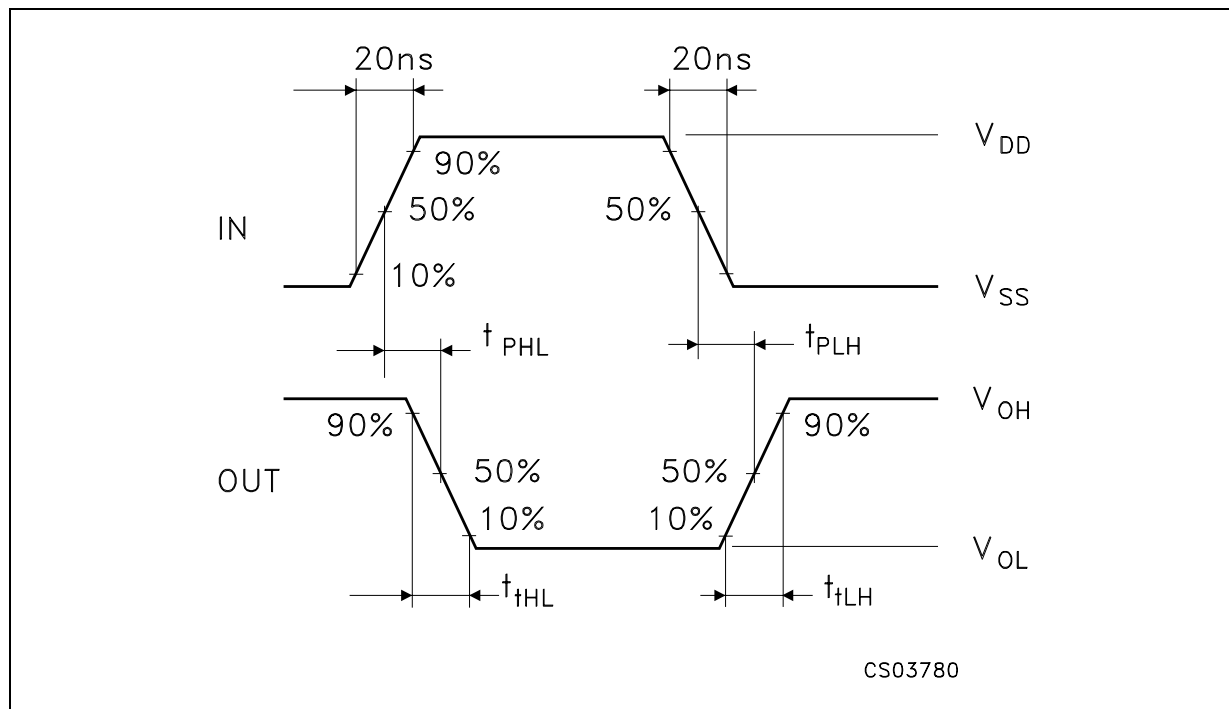 20ns 20ns
V DD
90%
50% 50%
IN
10%
V SS
t PHL t PLH
V OH
90% 90%
50% 50%
OUT
10% 10%
V OL
t tHL t tLH
CS03780